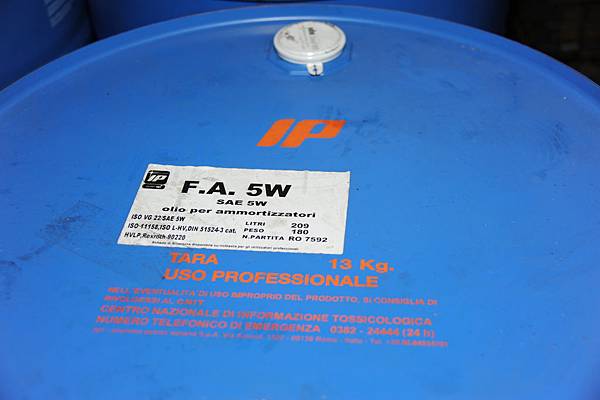 IP
IP
F.A. 5W
SAE 5W
olio per ammortizzatori
ISO VG 22/SAE 5W LITRI 209
ISO-11158,ISO L-HV,DIN 51524-3 cat. PESO 180
HVLP,Rexroth-90220 N.PARTITA RO 7592
TARA 13 Kg.
USO PROFESSIONALE
NELL'EVENTUALITA' DI USO IMPROPRIO DEL PRODOTTO, SI CONSIGLIA DI
RIVOLGERSI AL C.N.I.T.
CENTRO NAZIONALE DI INFORMAZIONE TOSSICOLOGICA
NUMERO TELEFONICO DI EMERGENZA 0382 - 24444 (24 h)